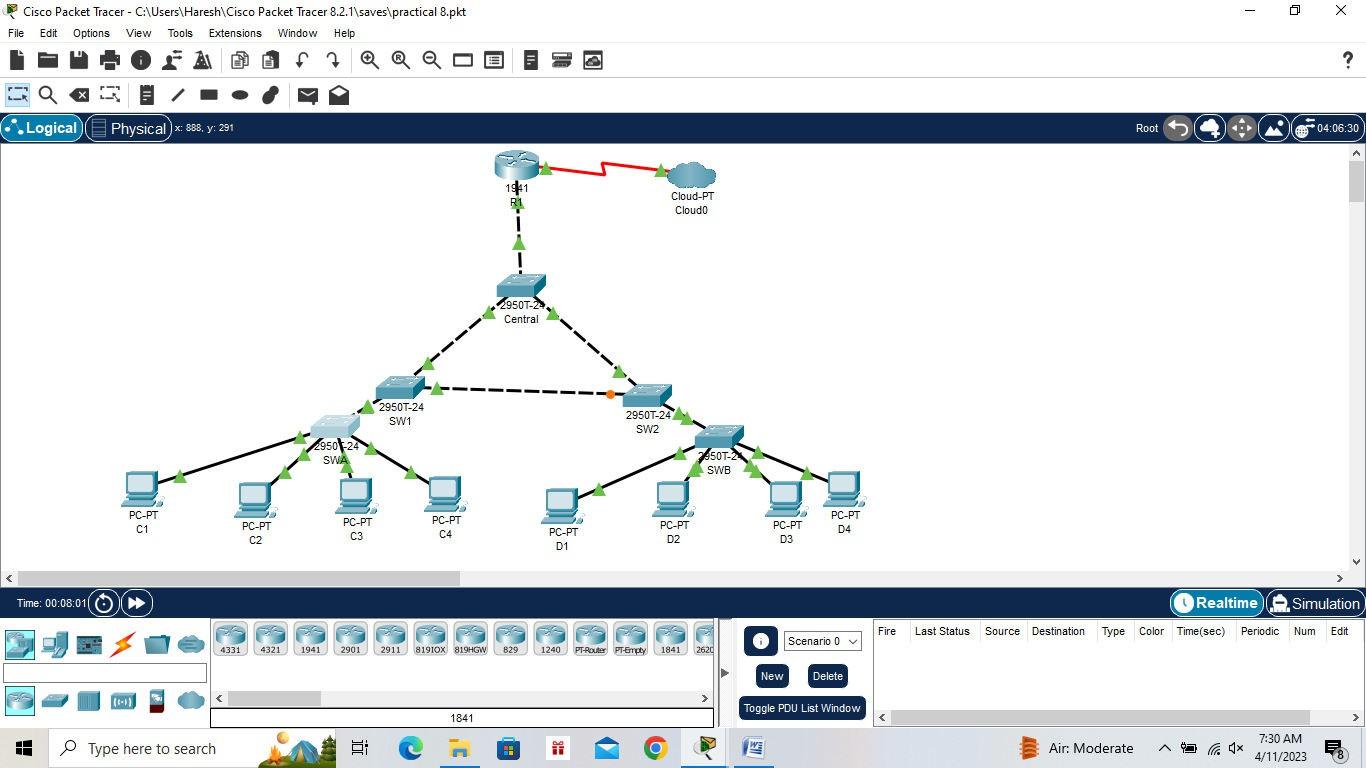 Cisco Packet Tracer - C:\Users\Haresh\Cisco Packet Tracer 8.2.1\saves\practical 8.pkt
File Edit Options View Tools Extensions Window Help
Logical Physical x: 888, y: 291 Root 04:06:30
1941
R1
Cloud-PT
Cloud0
2950T-24
Central
2950T-24
SW1
2950T-24
SW2
2950T-24
SWA
2950T-24
SWB
PC-PT
C1
PC-PT
C2
PC-PT
C3
PC-PT
C4
PC-PT
D1
PC-PT
D2
PC-PT
D3
PC-PT
D4
Time: 00:08:01 Realtime Simulation
4331 4321 1941 2901 2911 819IOX 819HGW 829 1240 PT-Router PT-Empty 1841 2620
1841
Scenario 0
New Delete
Toggle PDU List Window
Fire Last Status Source Destination Type Color Time(sec) Periodic Num Edit
Type here to search
Air: Moderate
7:30 AM
4/11/2023
8